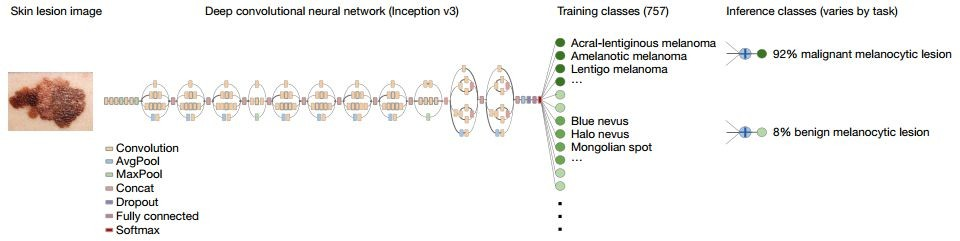 Skin lesion image
Deep convolutional neural network (Inception v3)
Training classes (757)
Inference classes (varies by task)
Acral-lentiginous melanoma
Amelanotic melanoma
Lentigo melanoma
...
Blue nevus
Halo nevus
Mongolian spot
...
92% malignant melanocytic lesion
8% benign melanocytic lesion
Convolution
AvgPool
MaxPool
Concat
Dropout
Fully connected
Softmax